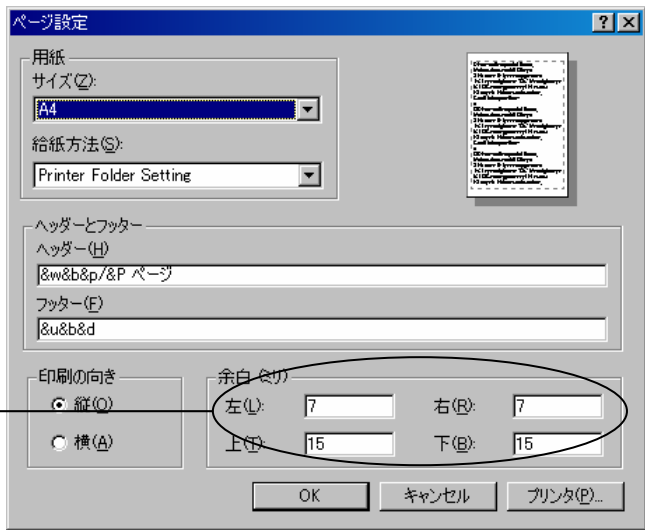 ページ設定
用紙
サイズ(Z):
A4
給紙方法(S):
Printer Folder Setting
ヘッダーとフッター
ヘッダー(H)
&w&b&p/&P ページ
フッター(F)
&u&b&d
印刷の向き
縦(O)
横(A)
余白 (ミリ)
左(L): 7 右(R): 7
上(T): 15 下(B): 15
OK キャンセル プリンタ(P)...